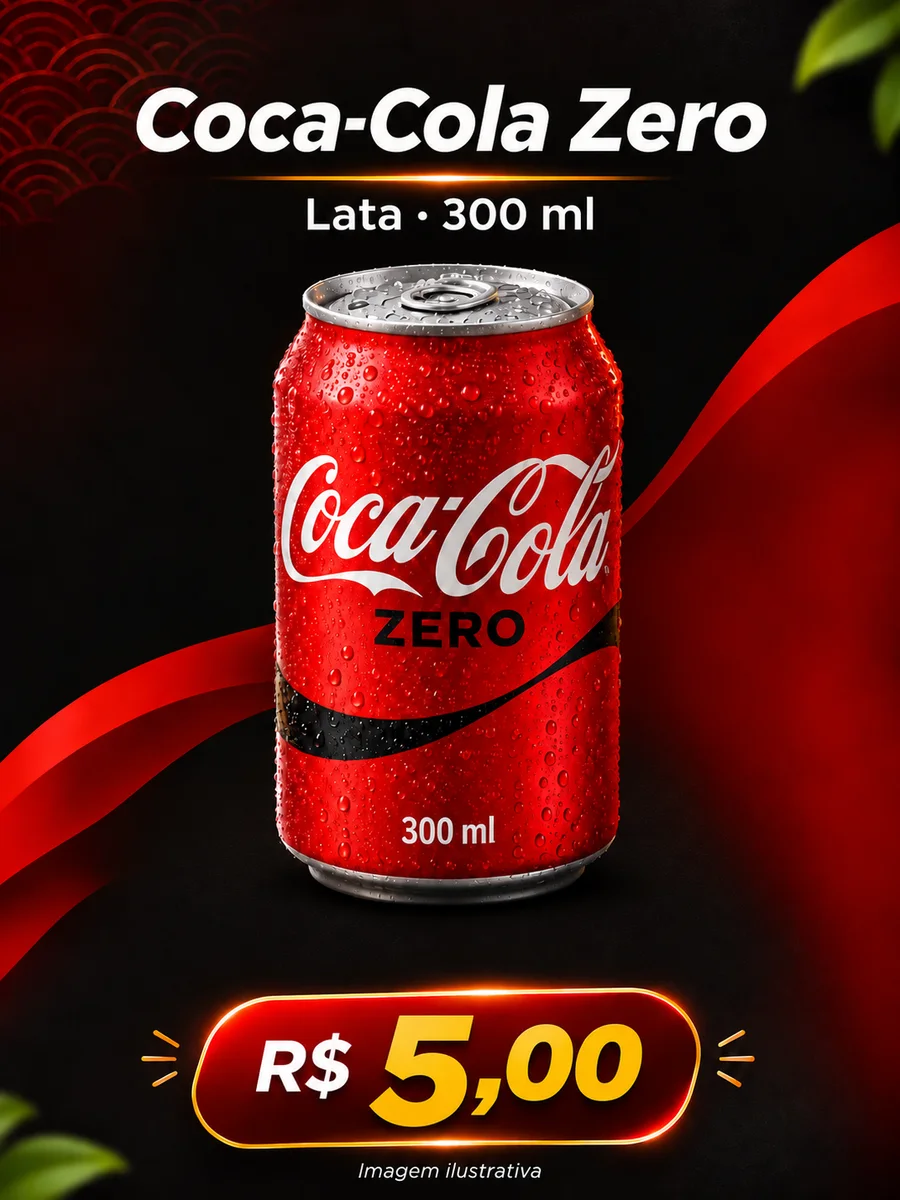 Coca-Cola Zero
Lata • 300 ml
Coca-Cola
ZERO
300 ml
R$ 5,00
Imagem ilustrativa